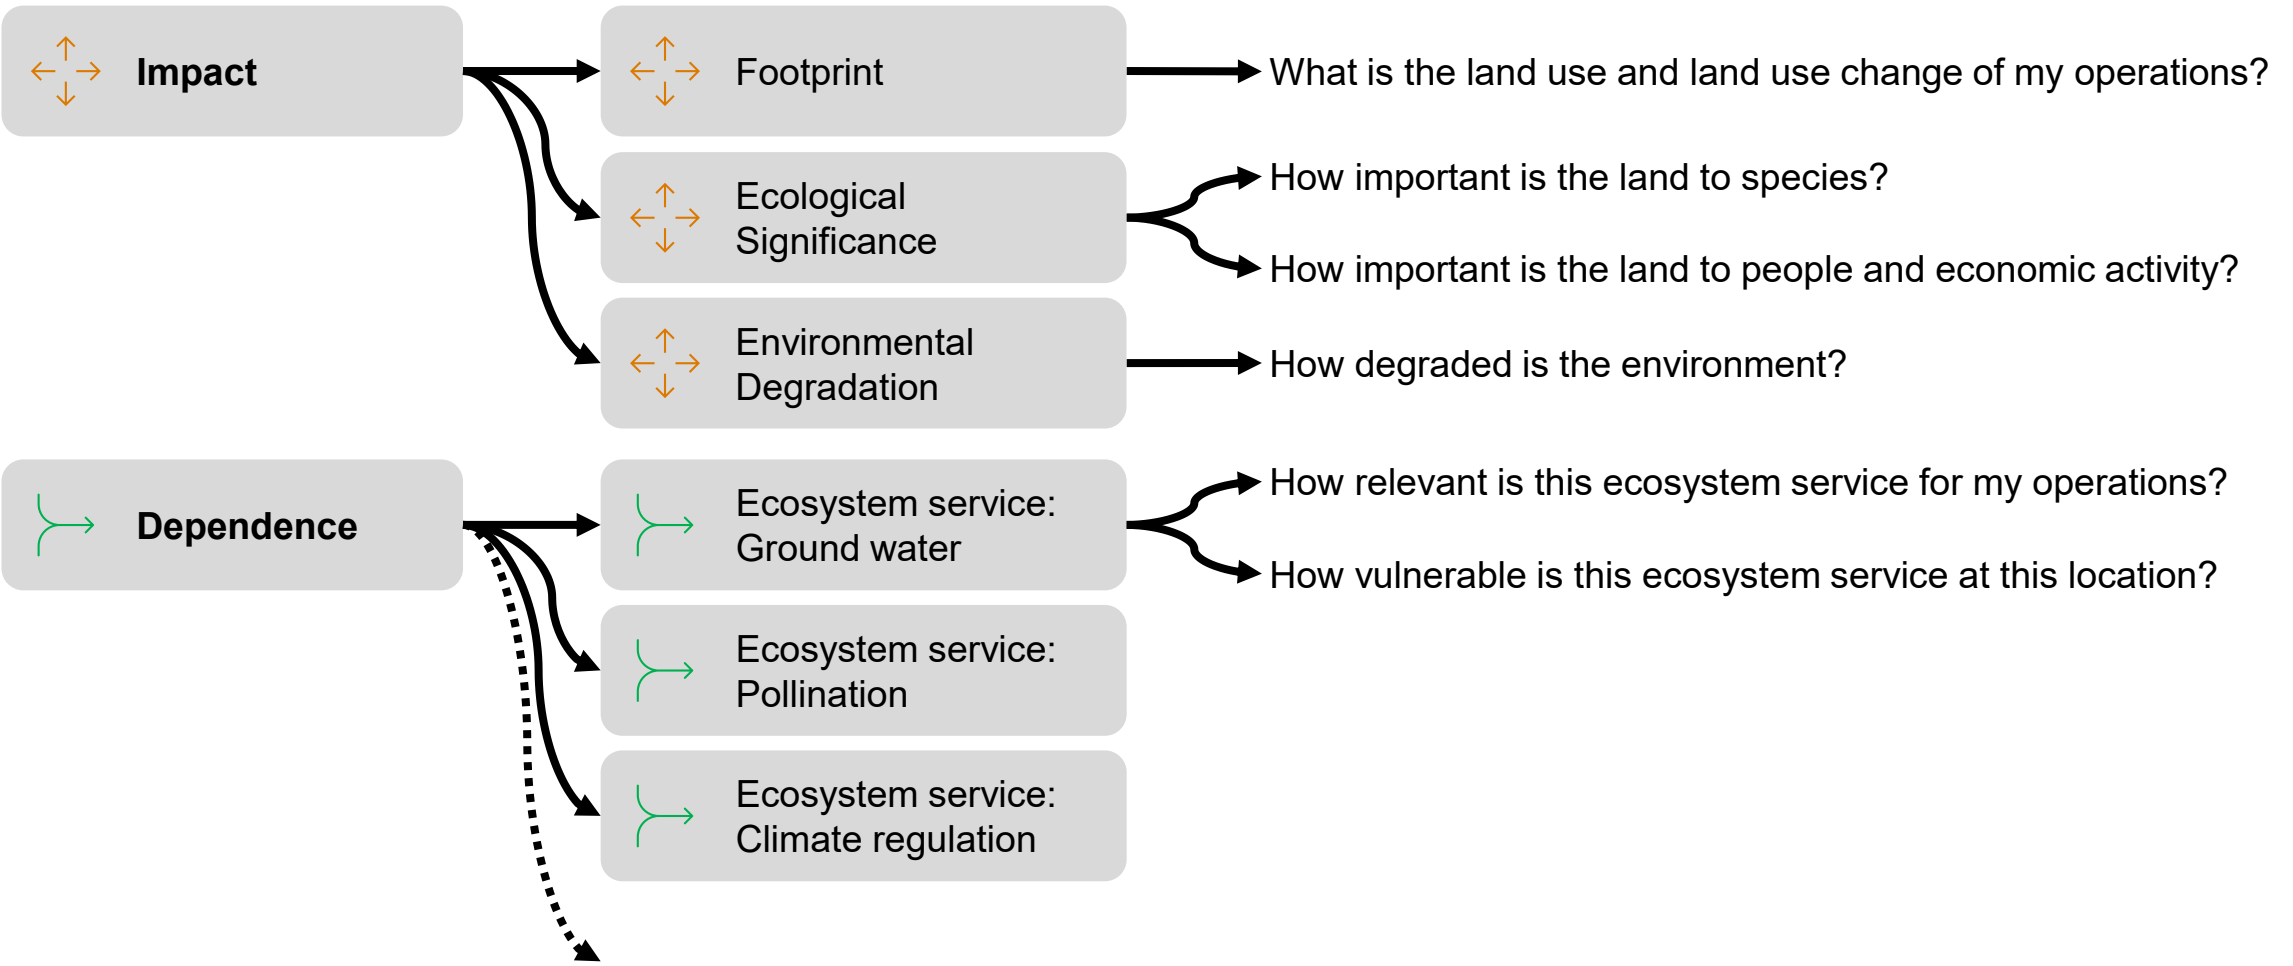 Impact
Footprint
What is the land use and land use change of my operations?
Ecological
Significance
How important is the land to species?
How important is the land to people and economic activity?
Environmental
Degradation
How degraded is the environment?
Dependence
Ecosystem service:
Ground water
How relevant is this ecosystem service for my operations?
How vulnerable is this ecosystem service at this location?
Ecosystem service:
Pollination
Ecosystem service:
Climate regulation